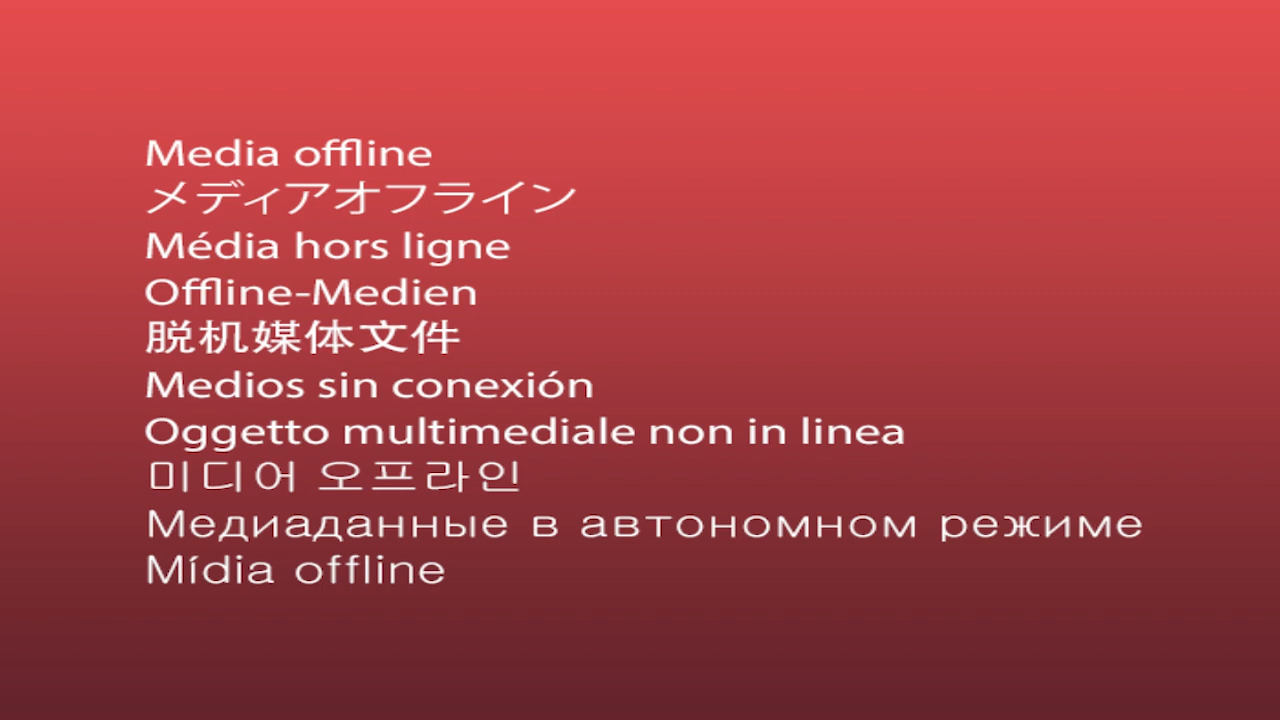 Media offline
メディアオフライン
Média hors ligne
Offline-Medien
脱机媒体文件
Medios sin conexión
Oggetto multimediale non in linea
미디어 오프라인
Медиаданные в автономном режиме
Mídia offline